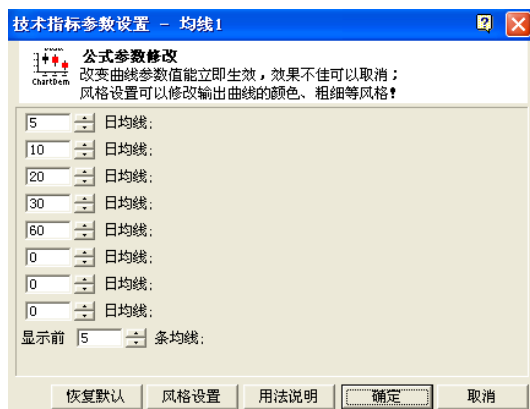 技术指标参数设置 - 均线1
公式参数修改
改变曲线参数值能立即生效，效果不佳可以取消；
风格设置可以修改输出曲线的颜色、粗细等风格!
ChartDem
5 日均线;
10 日均线;
20 日均线;
30 日均线;
60 日均线;
0 日均线;
0 日均线;
0 日均线;
显示前 5 条均线;
恢复默认 风格设置 用法说明 确定 取消